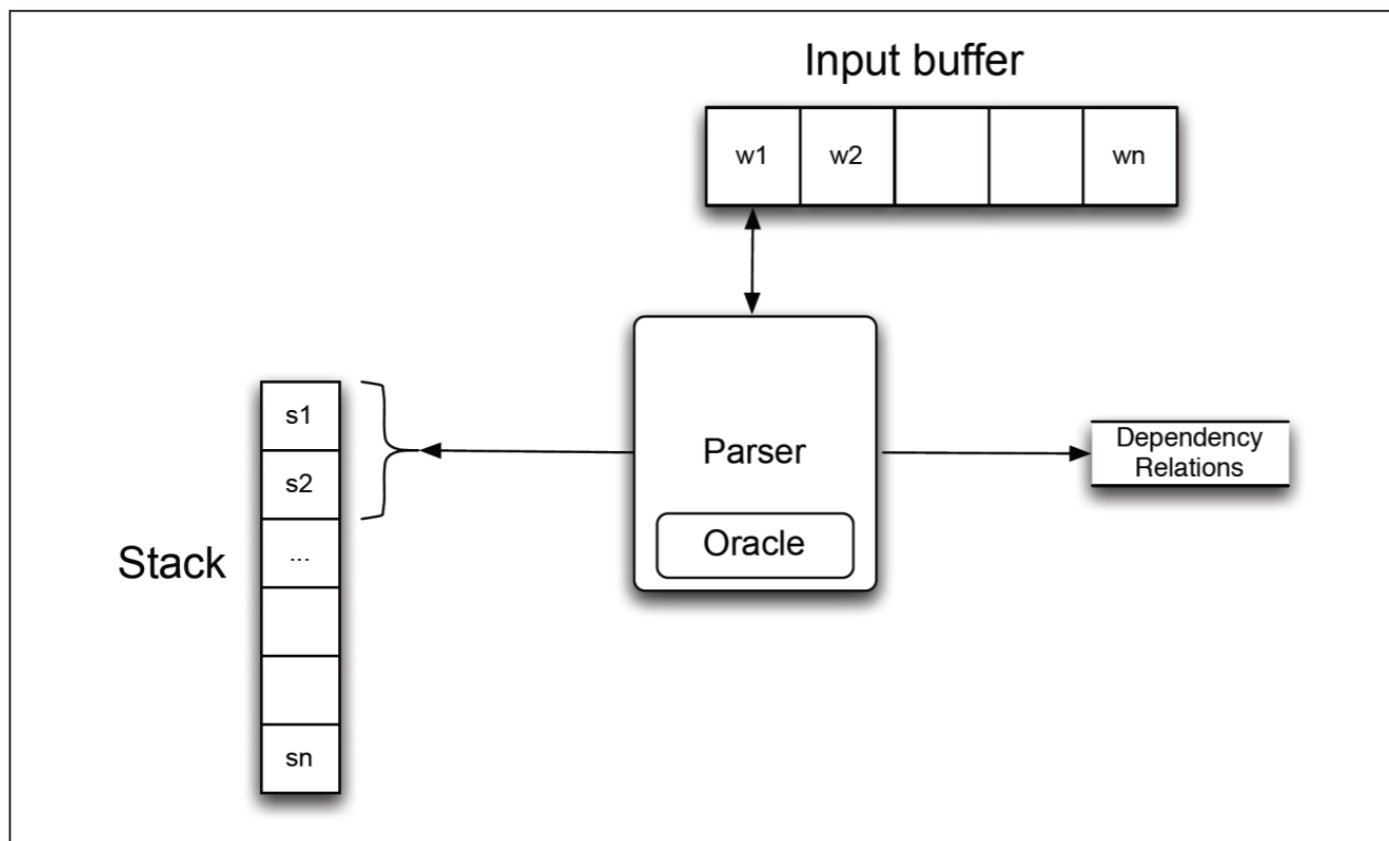 Input buffer
w1 w2 wn
s1
s2
...
sn
Stack
Parser
Oracle
Dependency
Relations